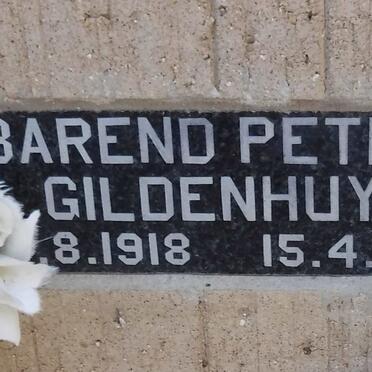 BAREND PET
GILDENHUY
.8.1918 15.4.